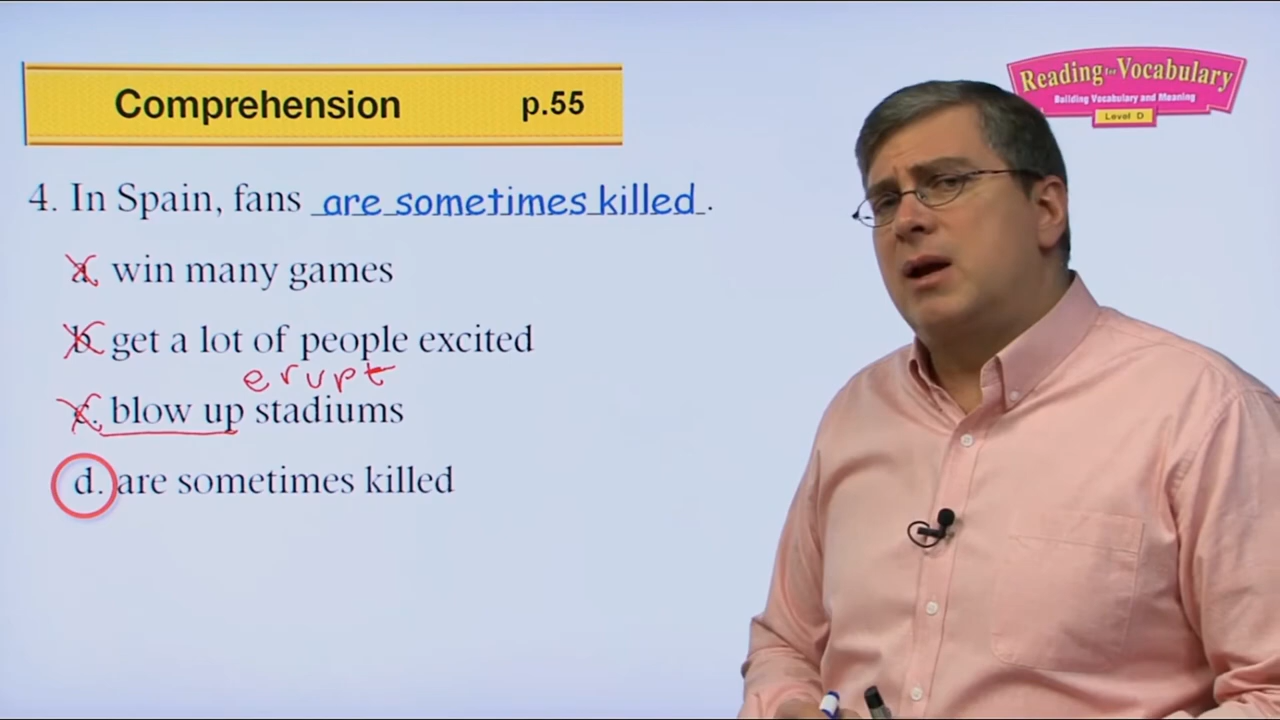 Comprehension p.55
Reading for Vocabulary
Building Vocabulary and Meaning
Level D
4. In Spain, fans are sometimes killed.
a. win many games
b. get a lot of people excited
erupt
c. blow up stadiums
d. are sometimes killed